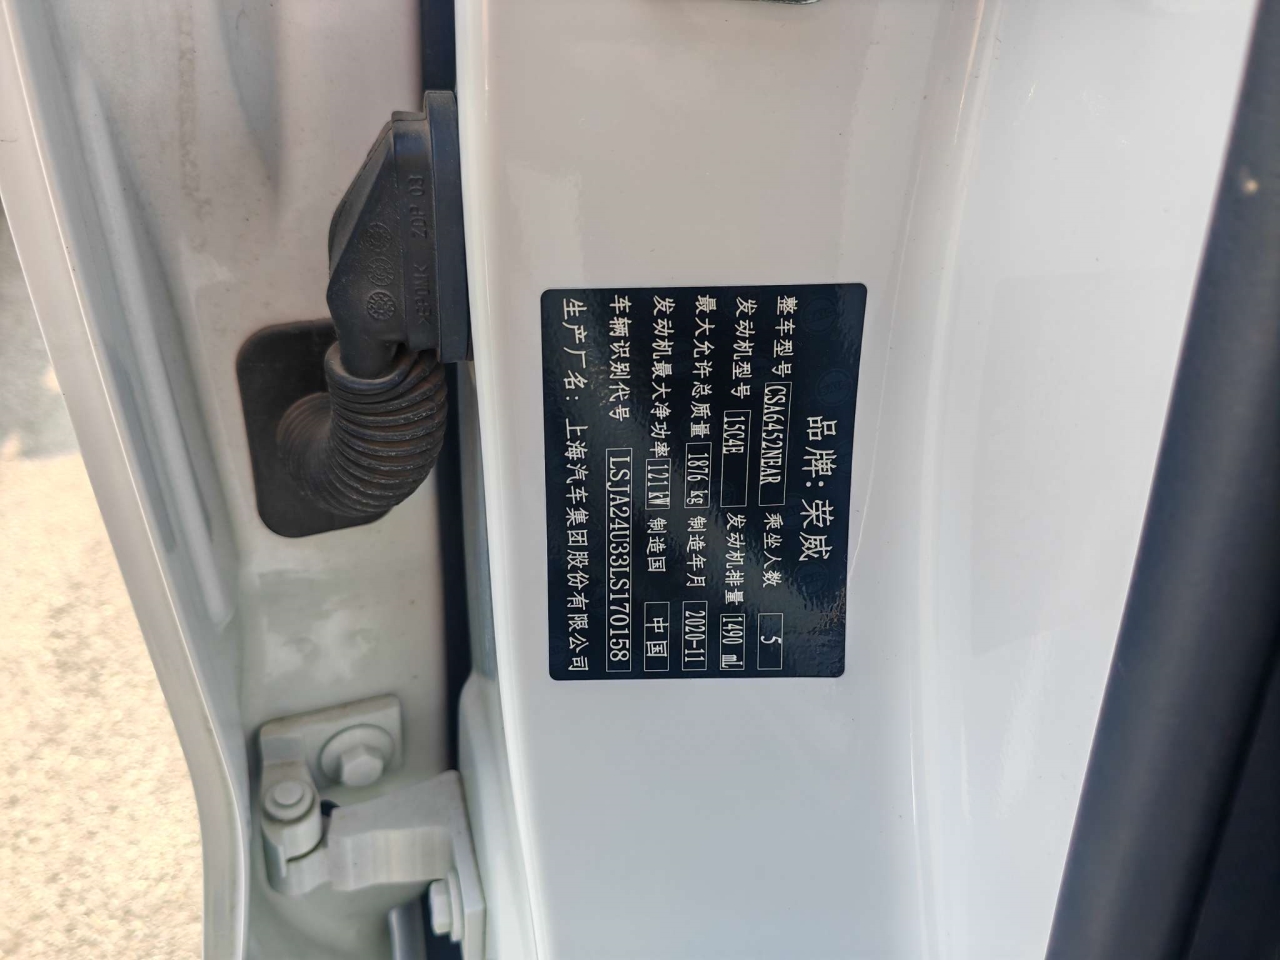 品牌: 荣威
整车型号 CSA6452NEAR 乘坐人数 5
发动机型号 15C4E 发动机排量 1490 mL
最大允许总质量 1876 kg 制造年月 2020-11
发动机最大净功率 121 kW 制造国 中国
车辆识别代号 LSJA24U33LS170158
生产厂名: 上海汽车集团股份有限公司